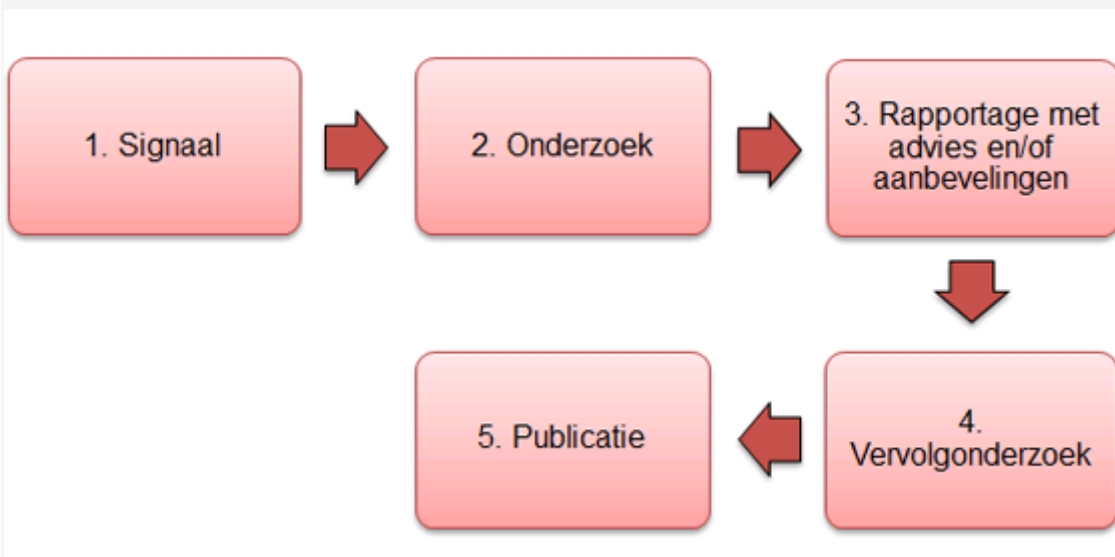 1. Signaal
2. Onderzoek
3. Rapportage met
advies en/of
aanbevelingen
4.
Vervolgonderzoek
5. Publicatie